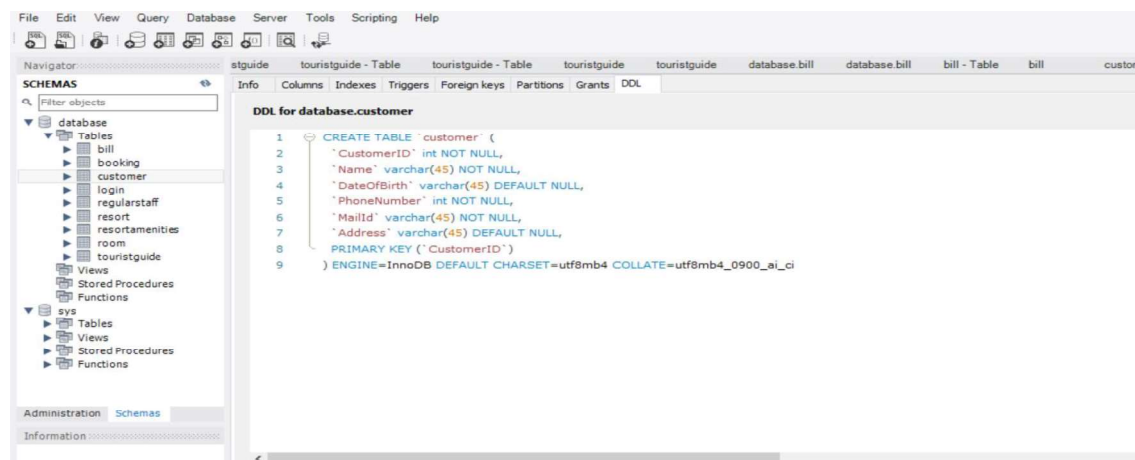 File Edit View Query Database Server Tools Scripting Help
Navigator
stguide touristguide - Table touristguide - Table touristguide touristguide database.bill database.bill bill - Table bill custom
SCHEMAS
Info Columns Indexes Triggers Foreign keys Partitions Grants DDL
Filter objects
DDL for database.customer
database
Tables
bill
booking
customer
login
regularstaff
resort
resortamenities
room
touristguide
Views
Stored Procedures
Functions
sys
Tables
Views
Stored Procedures
Functions
1 CREATE TABLE `customer` (
2 `CustomerID` int NOT NULL,
3 `Name` varchar(45) NOT NULL,
4 `DateOfBirth` varchar(45) DEFAULT NULL,
5 `PhoneNumber` int NOT NULL,
6 `MailId` varchar(45) NOT NULL,
7 `Address` varchar(45) DEFAULT NULL,
8 PRIMARY KEY (`CustomerID`)
9 ) ENGINE=InnoDB DEFAULT CHARSET=utf8mb4 COLLATE=utf8mb4_0900_ai_ci
Administration Schemas
Information